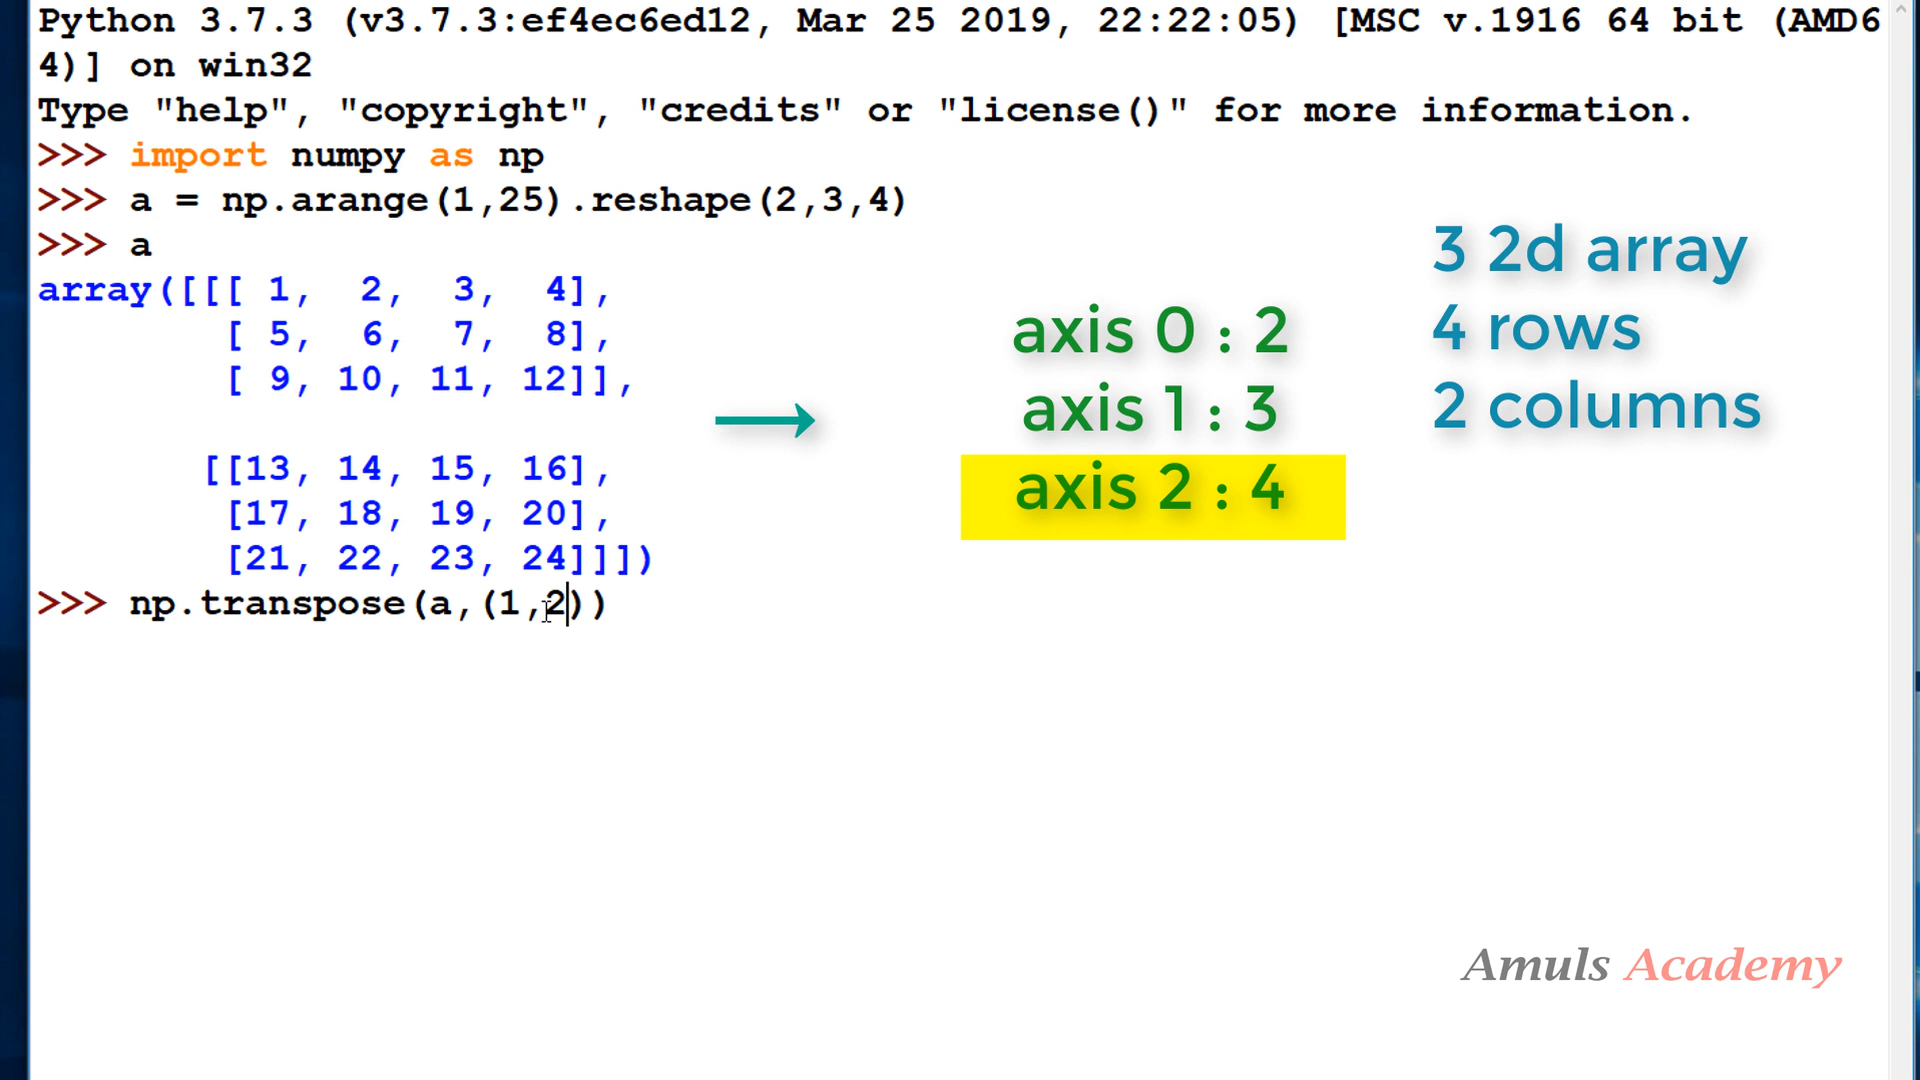 Python 3.7.3 (v3.7.3:ef4ec6ed12, Mar 25 2019, 22:22:05) [MSC v.1916 64 bit (AMD6
4)] on win32
Type "help", "copyright", "credits" or "license()" for more information.
>>> import numpy as np
>>> a = np.arange(1,25).reshape(2,3,4)
>>> a
array([[[ 1,  2,  3,  4],
        [ 5,  6,  7,  8],
        [ 9, 10, 11, 12]],
       [[13, 14, 15, 16],
        [17, 18, 19, 20],
        [21, 22, 23, 24]]])
>>> np.transpose(a,(1,2))
axis 0 : 2
axis 1 : 3
axis 2 : 4
3 2d array
4 rows
2 columns
Amuls Academy